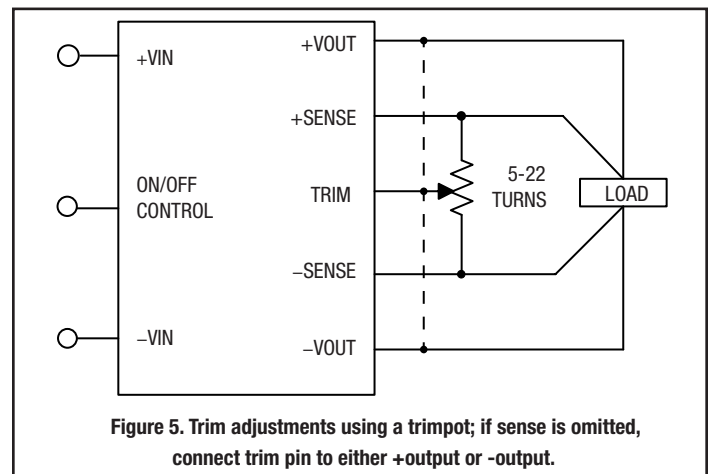 +VIN
ON/OFF
CONTROL
−VIN
+VOUT
+SENSE
TRIM
−SENSE
−VOUT
5-22
TURNS
LOAD
Figure 5. Trim adjustments using a trimpot; if sense is omitted,
connect trim pin to either +output or -output.